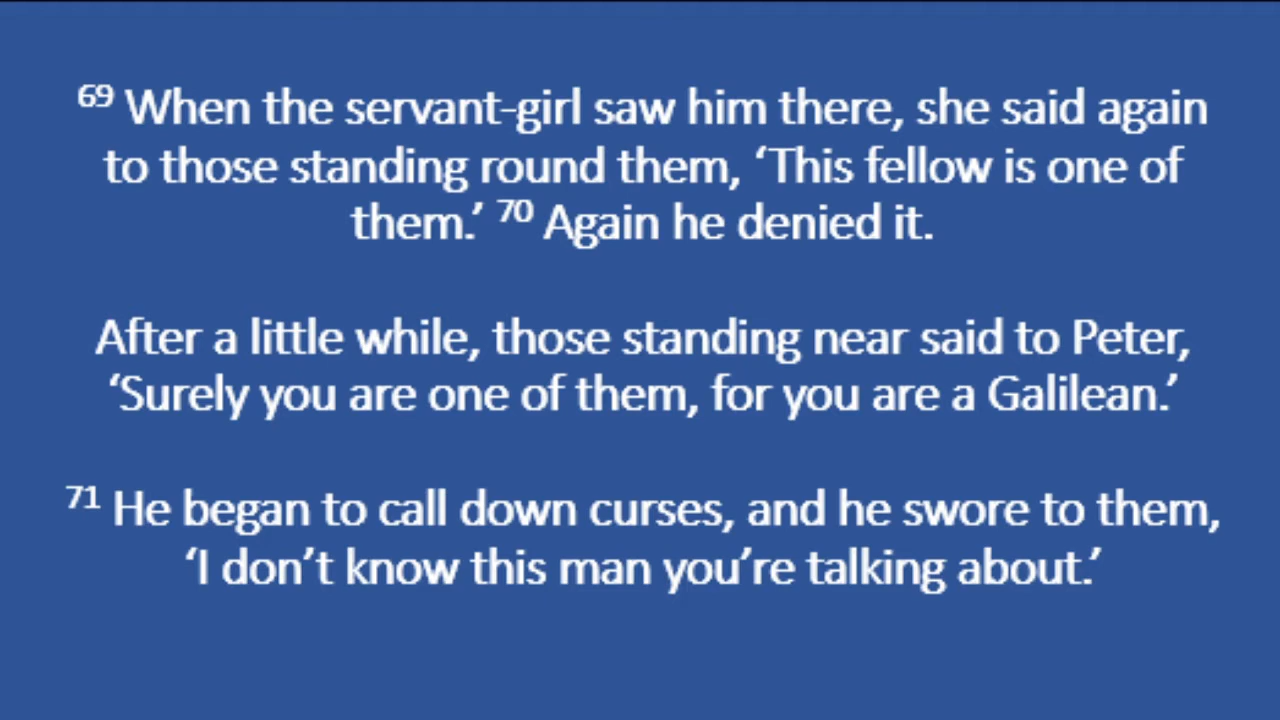 69 When the servant-girl saw him there, she said again
to those standing round them, ‘This fellow is one of
them.’ 70 Again he denied it.
After a little while, those standing near said to Peter,
‘Surely you are one of them, for you are a Galilean.’
71 He began to call down curses, and he swore to them,
‘I don’t know this man you’re talking about.’